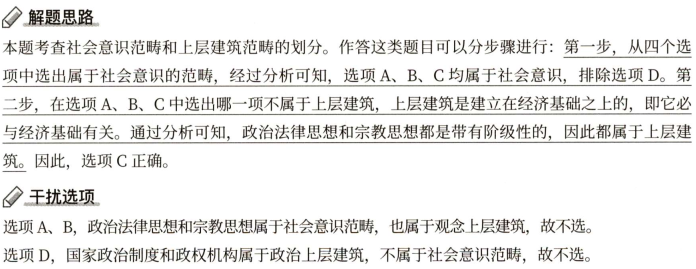 解题思路
本题考查社会意识范畴和上层建筑范畴的划分。作答这类题目可以分步骤进行：第一步，从四个选
项中选出属于社会意识的范畴，经过分析可知，选项 A、B、C 均属于社会意识，排除选项 D。第
二步，在选项 A、B、C 中选出哪一项不属于上层建筑，上层建筑是建立在经济基础之上的，即它必
与经济基础有关。通过分析可知，政治法律思想和宗教思想都是带有阶级性的，因此都属于上层建
筑。因此，选项 C 正确。
干扰选项
选项 A、B，政治法律思想和宗教思想属于社会意识范畴，也属于观念上层建筑，故不选。
选项 D，国家政治制度和政权机构属于政治上层建筑，不属于社会意识范畴，故不选。